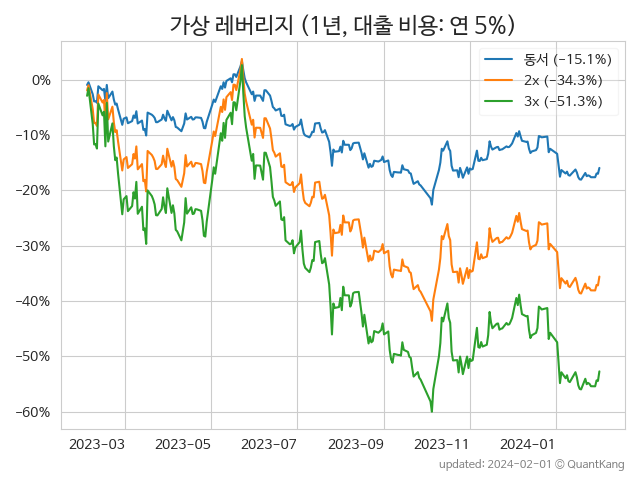 가상 레버리지 (1년, 대출 비용: 연 5%)
동서 (−15.1%)
2x (−34.3%)
3x (−51.3%)
0%
−10%
−20%
−30%
−40%
−50%
−60%
2023-03 2023-05 2023-07 2023-09 2023-11 2024-01
updated: 2024-02-01 © QuantKang